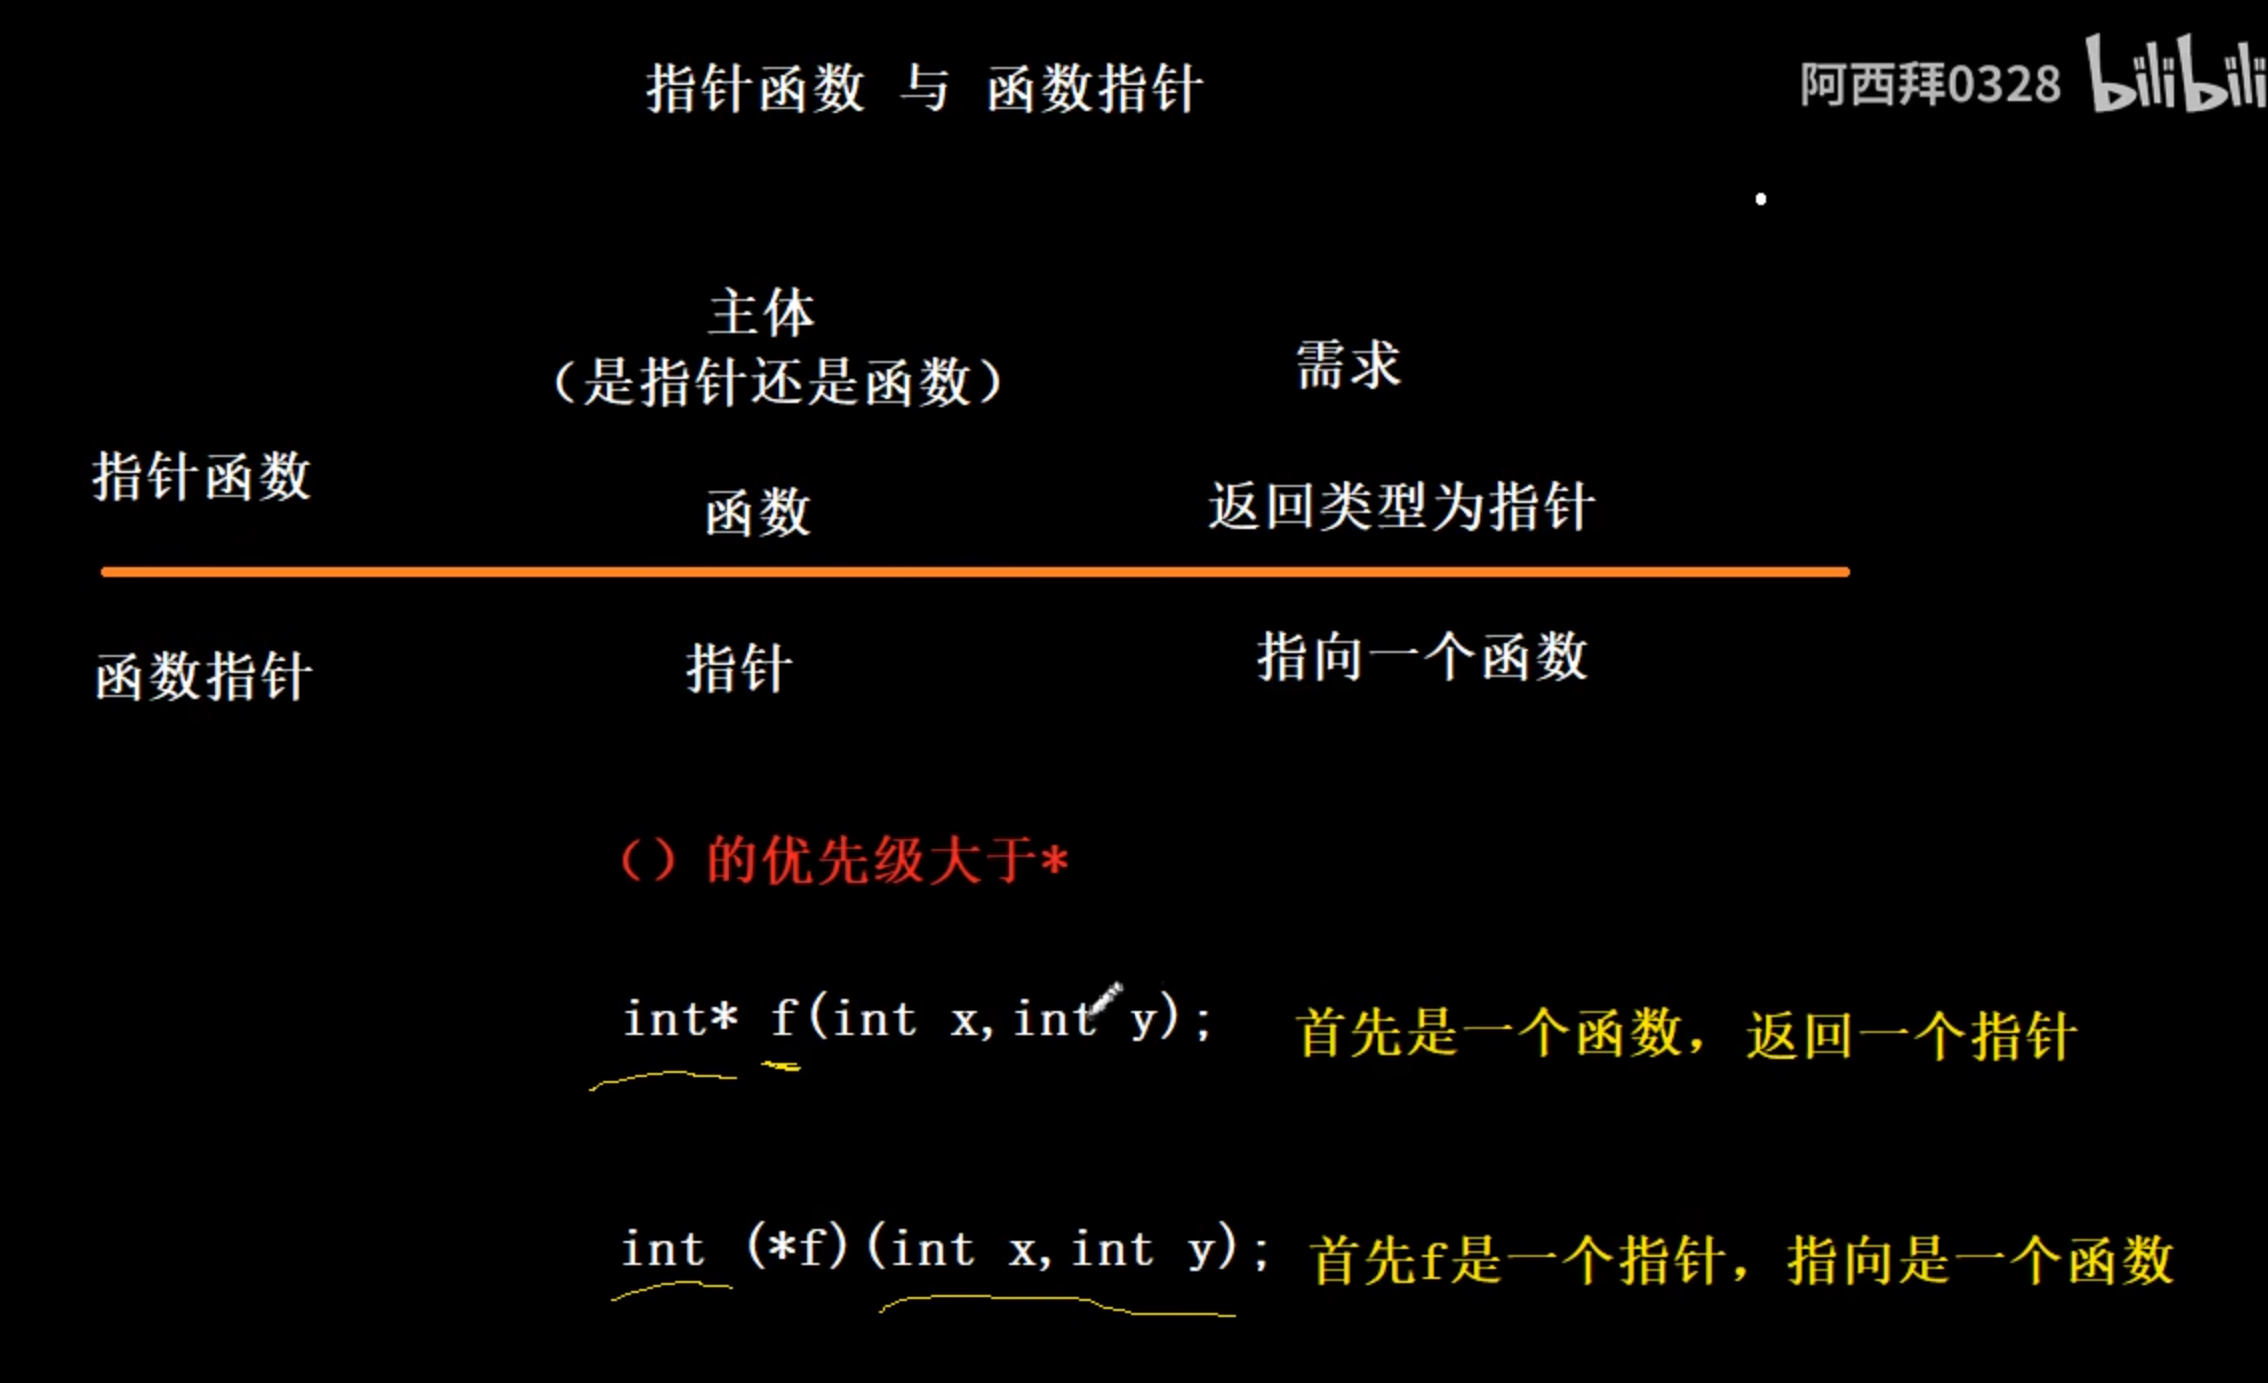 指针函数 与 函数指针
阿西拜0328 bilibili
主体
（是指针还是函数）
需求
指针函数
函数
返回类型为指针
函数指针
指针
指向一个函数
（）的优先级大于*
int* f(int x,int y); 首先是一个函数，返回一个指针
int (*f)(int x,int y); 首先f是一个指针，指向是一个函数